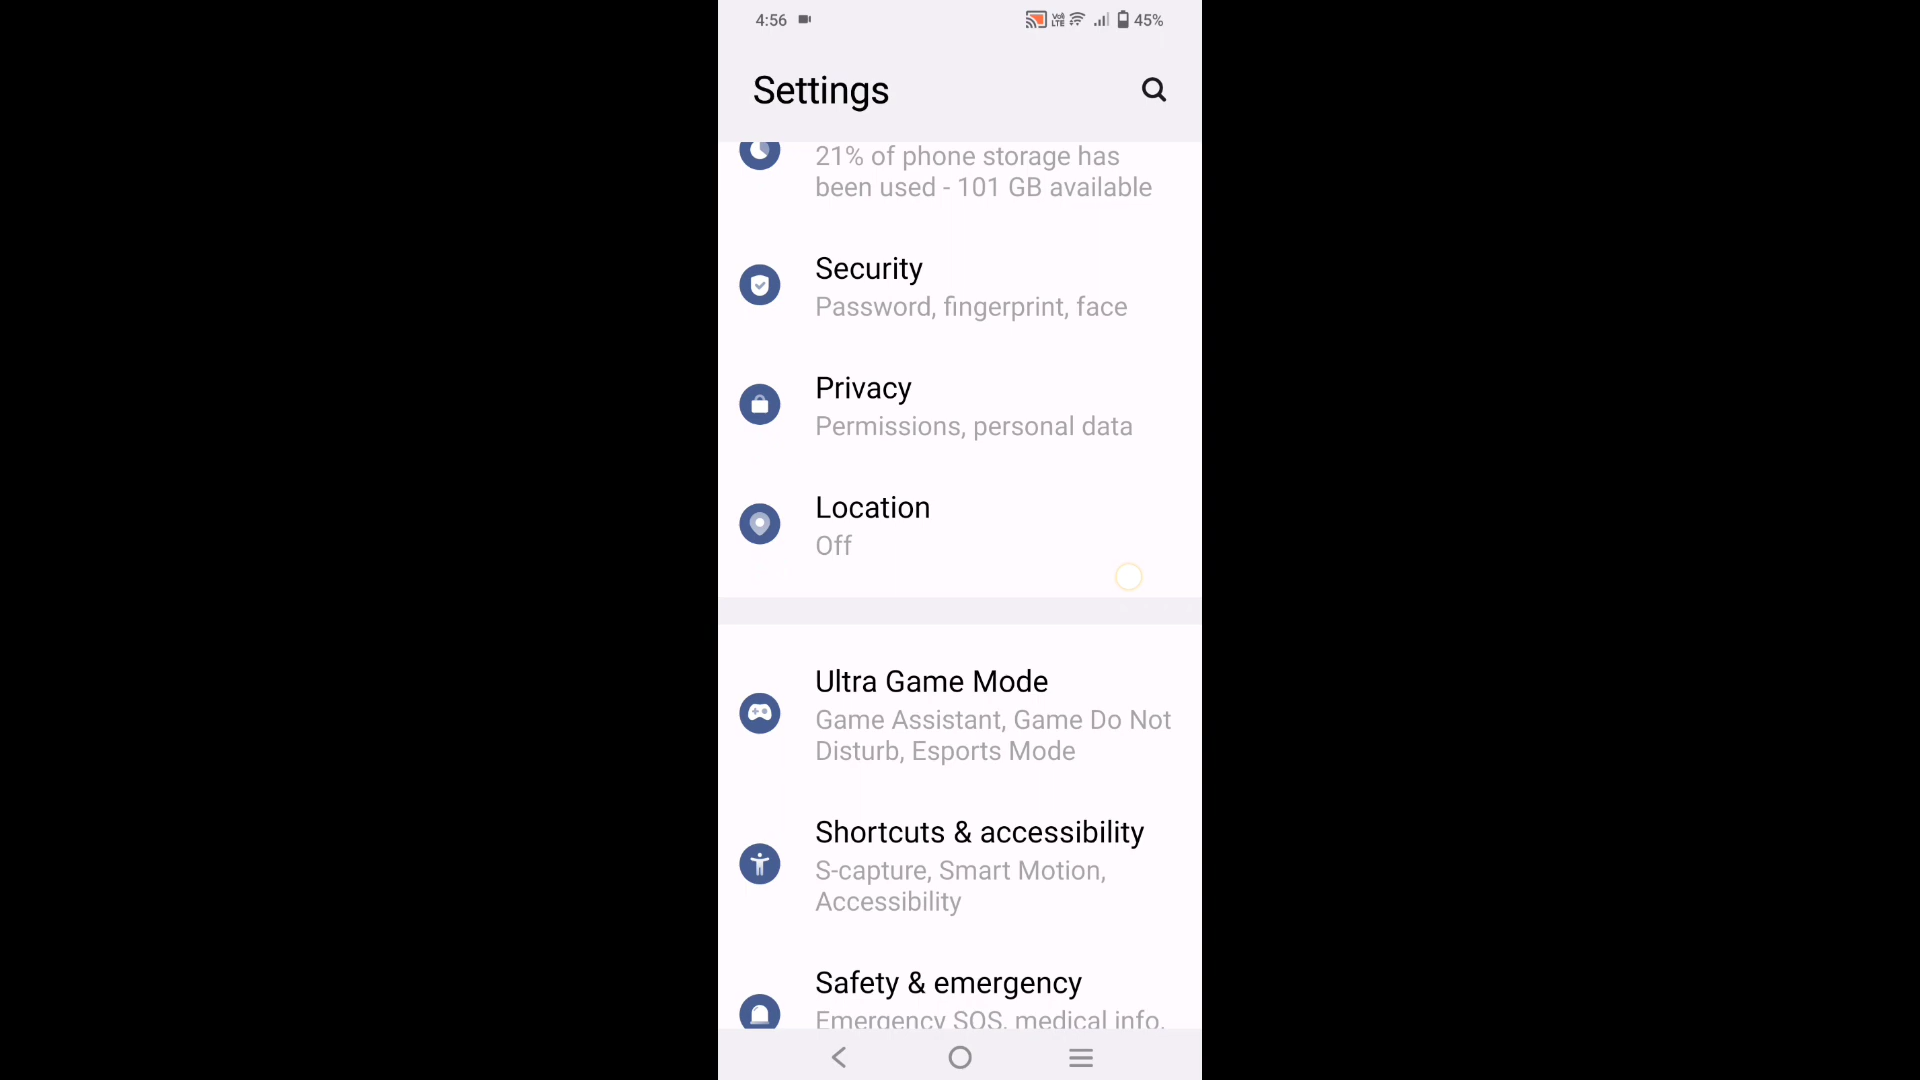 4:56
Vo)
LTE
45%
Settings
21% of phone storage has
been used - 101 GB available
Security
Password, fingerprint, face
Privacy
Permissions, personal data
Location
Off
Ultra Game Mode
Game Assistant, Game Do Not
Disturb, Esports Mode
Shortcuts & accessibility
S-capture, Smart Motion,
Accessibility
Safety & emergency
Emergency SOS, medical info,